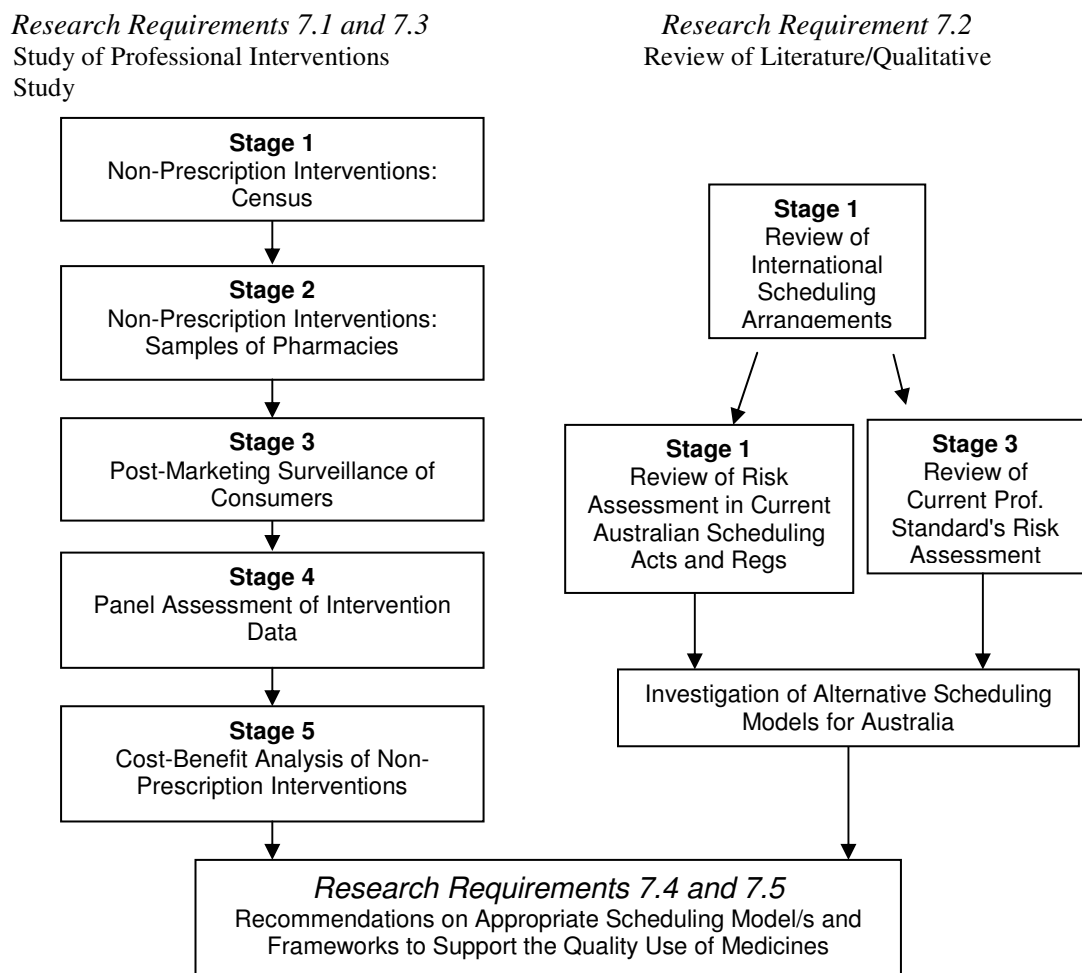 Research Requirements 7.1 and 7.3
Study of Professional Interventions
Study
Research Requirement 7.2
Review of Literature/Qualitative
Stage 1
Non-Prescription Interventions:
Census
Stage 2
Non-Prescription Interventions:
Samples of Pharmacies
Stage 3
Post-Marketing Surveillance of
Consumers
Stage 4
Panel Assessment of Intervention
Data
Stage 5
Cost-Benefit Analysis of Non-
Prescription Interventions
Stage 1
Review of
International
Scheduling
Arrangements
Stage 1
Review of Risk
Assessment in Current
Australian Scheduling
Acts and Regs
Stage 3
Review of
Current Prof.
Standard's Risk
Assessment
Investigation of Alternative Scheduling
Models for Australia
Research Requirements 7.4 and 7.5
Recommendations on Appropriate Scheduling Model/s and
Frameworks to Support the Quality Use of Medicines